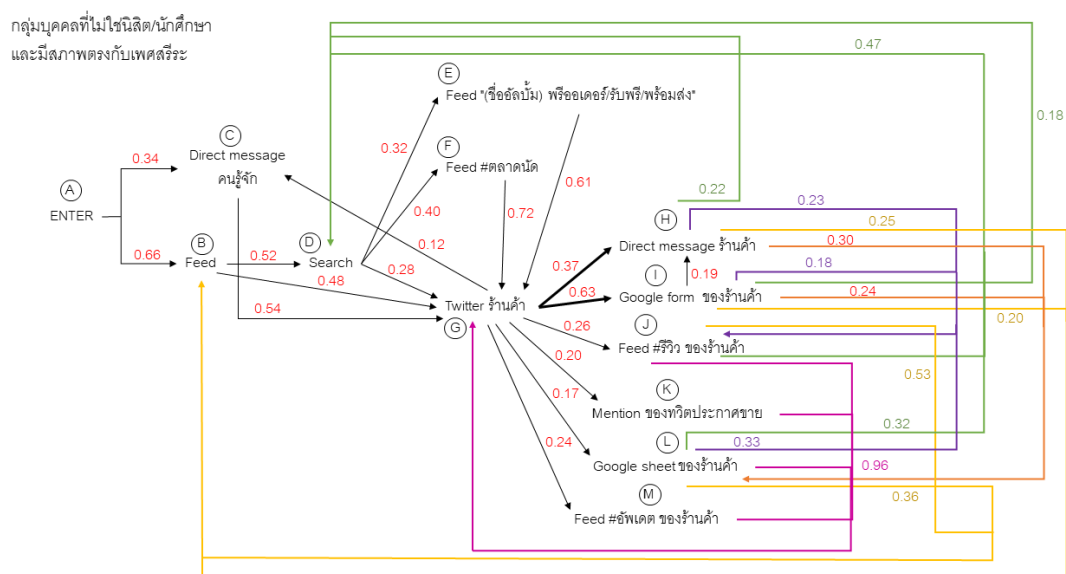 กลุ่มบุคคลที่ไม่ใช่นิสิต/นักศึกษา
และมีสภาพตรงกับเพศสรีระ
0.47
E
Feed "(ชื่ออัลบั้ม) พรีออเดอร์/รับพรี/พร้อมส่ง"
0.18
C
Direct message
คนรู้จัก
0.32
F
Feed #ตลาดนัด
0.34
0.61
0.22
A
ENTER
0.40
0.72
0.23
H
0.25
B
D
0.12
Direct message ร้านค้า
0.30
0.66
Feed
0.52
Search
0.28
0.37
I
0.18
0.48
0.19
0.63
Google form ของร้านค้า
0.24
0.54
Twitter ร้านค้า
G
0.26
J
0.20
Feed #รีวิว ของร้านค้า
0.20
0.53
0.17
K
Mention ของทวิตประกาศขาย
0.32
0.24
L
0.33
Google sheet ของร้านค้า
0.96
M
0.36
Feed #อัพเดต ของร้านค้า